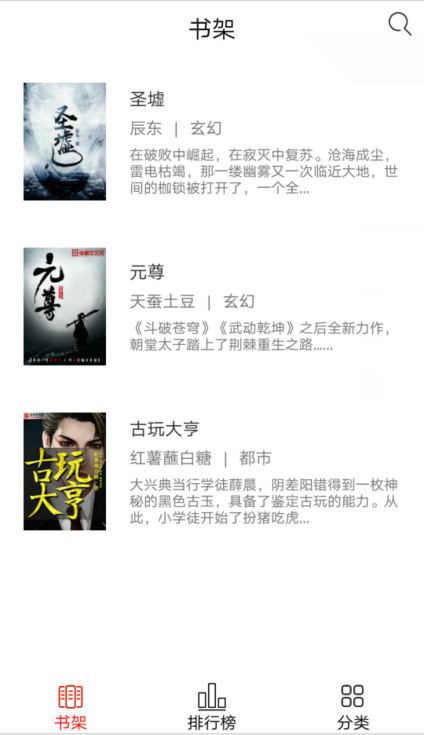 书架
圣墟
圣墟
辰东 | 玄幻
在破败中崛起，在寂灭中复苏。沧海成尘，
雷电枯竭，那一缕幽雾又一次临近大地，世
间的枷锁被打开了，一个全...
元尊
元尊
天蚕土豆 | 玄幻
《斗破苍穹》《武动乾坤》之后全新力作，
朝堂太子踏上了荆棘重生之路......
古玩大亨
古玩大亨
红薯蘸白糖 | 都市
大兴典当行学徒薛晨，阴差阳错得到一枚神
秘的黑色古玉，具备了鉴定古玩的能力。从
此，小学徒开始了扮猪吃虎...
书架
排行榜
分类